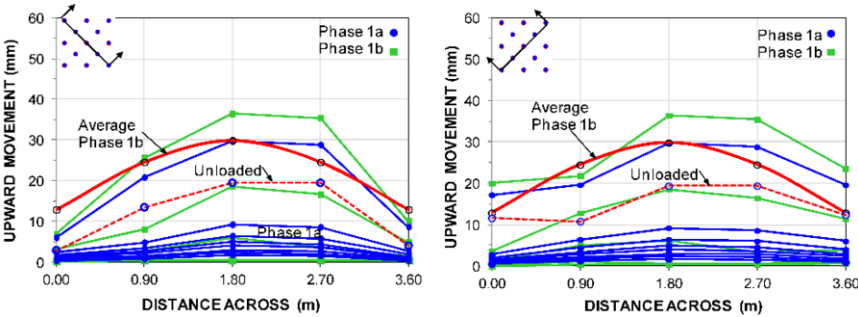 60
50
40
30
20
10
0
UPWARD MOVEMENT (mm)
Phase 1a
Phase 1b
Average
Phase 1b
Unloaded
Phase 1a
0.00 0.90 1.80 2.70 3.60
DISTANCE ACROSS (m)
60
50
40
30
20
10
0
UPWARD MOVEMENT (mm)
Phase 1a
Phase 1b
Average
Phase 1b
Unloaded
0.00 0.90 1.80 2.70 3.60
DISTANCE ACROSS (m)